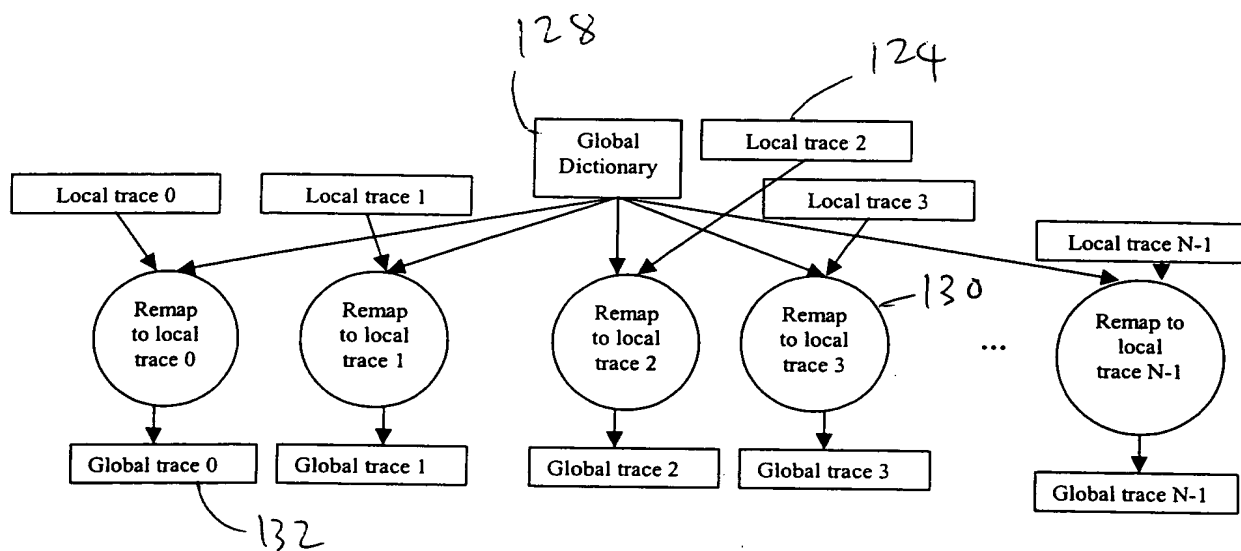 128
124
Global
Dictionary
Local trace 2
Local trace 0
Local trace 1
Local trace 3
Local trace N-1
Remap
to local
trace 0
Remap
to local
trace 1
Remap
to local
trace 2
Remap
to local
trace 3
130
...
Remap to
local
trace N-1
Global trace 0
Global trace 1
Global trace 2
Global trace 3
Global trace N-1
132